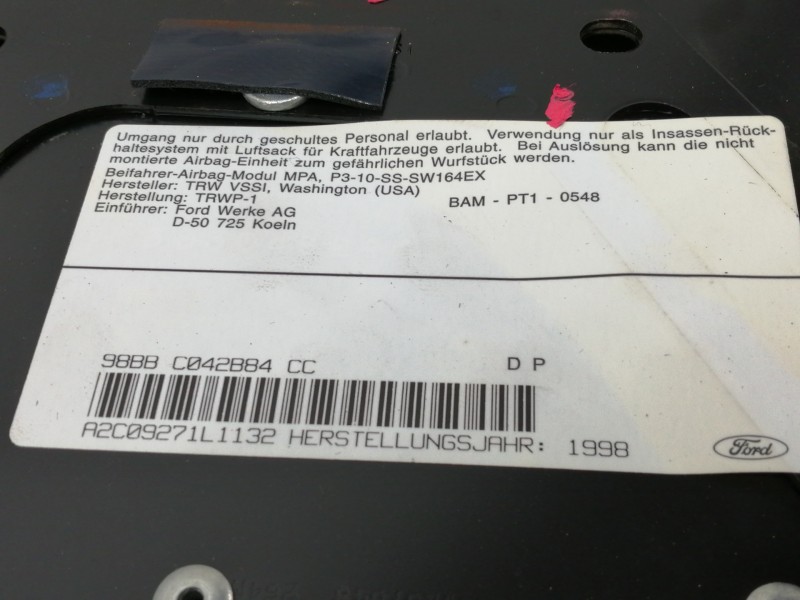 Umgang nur durch geschultes Personal erlaubt. Verwendung nur als Insassen-Rück-
haltesystem mit Luftsack für Kraftfahrzeuge erlaubt. Bei Auslösung kann die nicht
montierte Airbag-Einheit zum gefährlichen Wurfstück werden.
Beifahrer-Airbag-Modul MPA, P3-10-SS-SW164EX
Hersteller: TRW VSSI, Washington (USA)
Herstellung: TRWP-1 BAM - PT1 - 0548
Einführer: Ford Werke AG
D-50 725 Koeln
98BB C042B84 CC D P
A2C09271L1132 HERSTELLUNGSJAHR: 1998
Ford